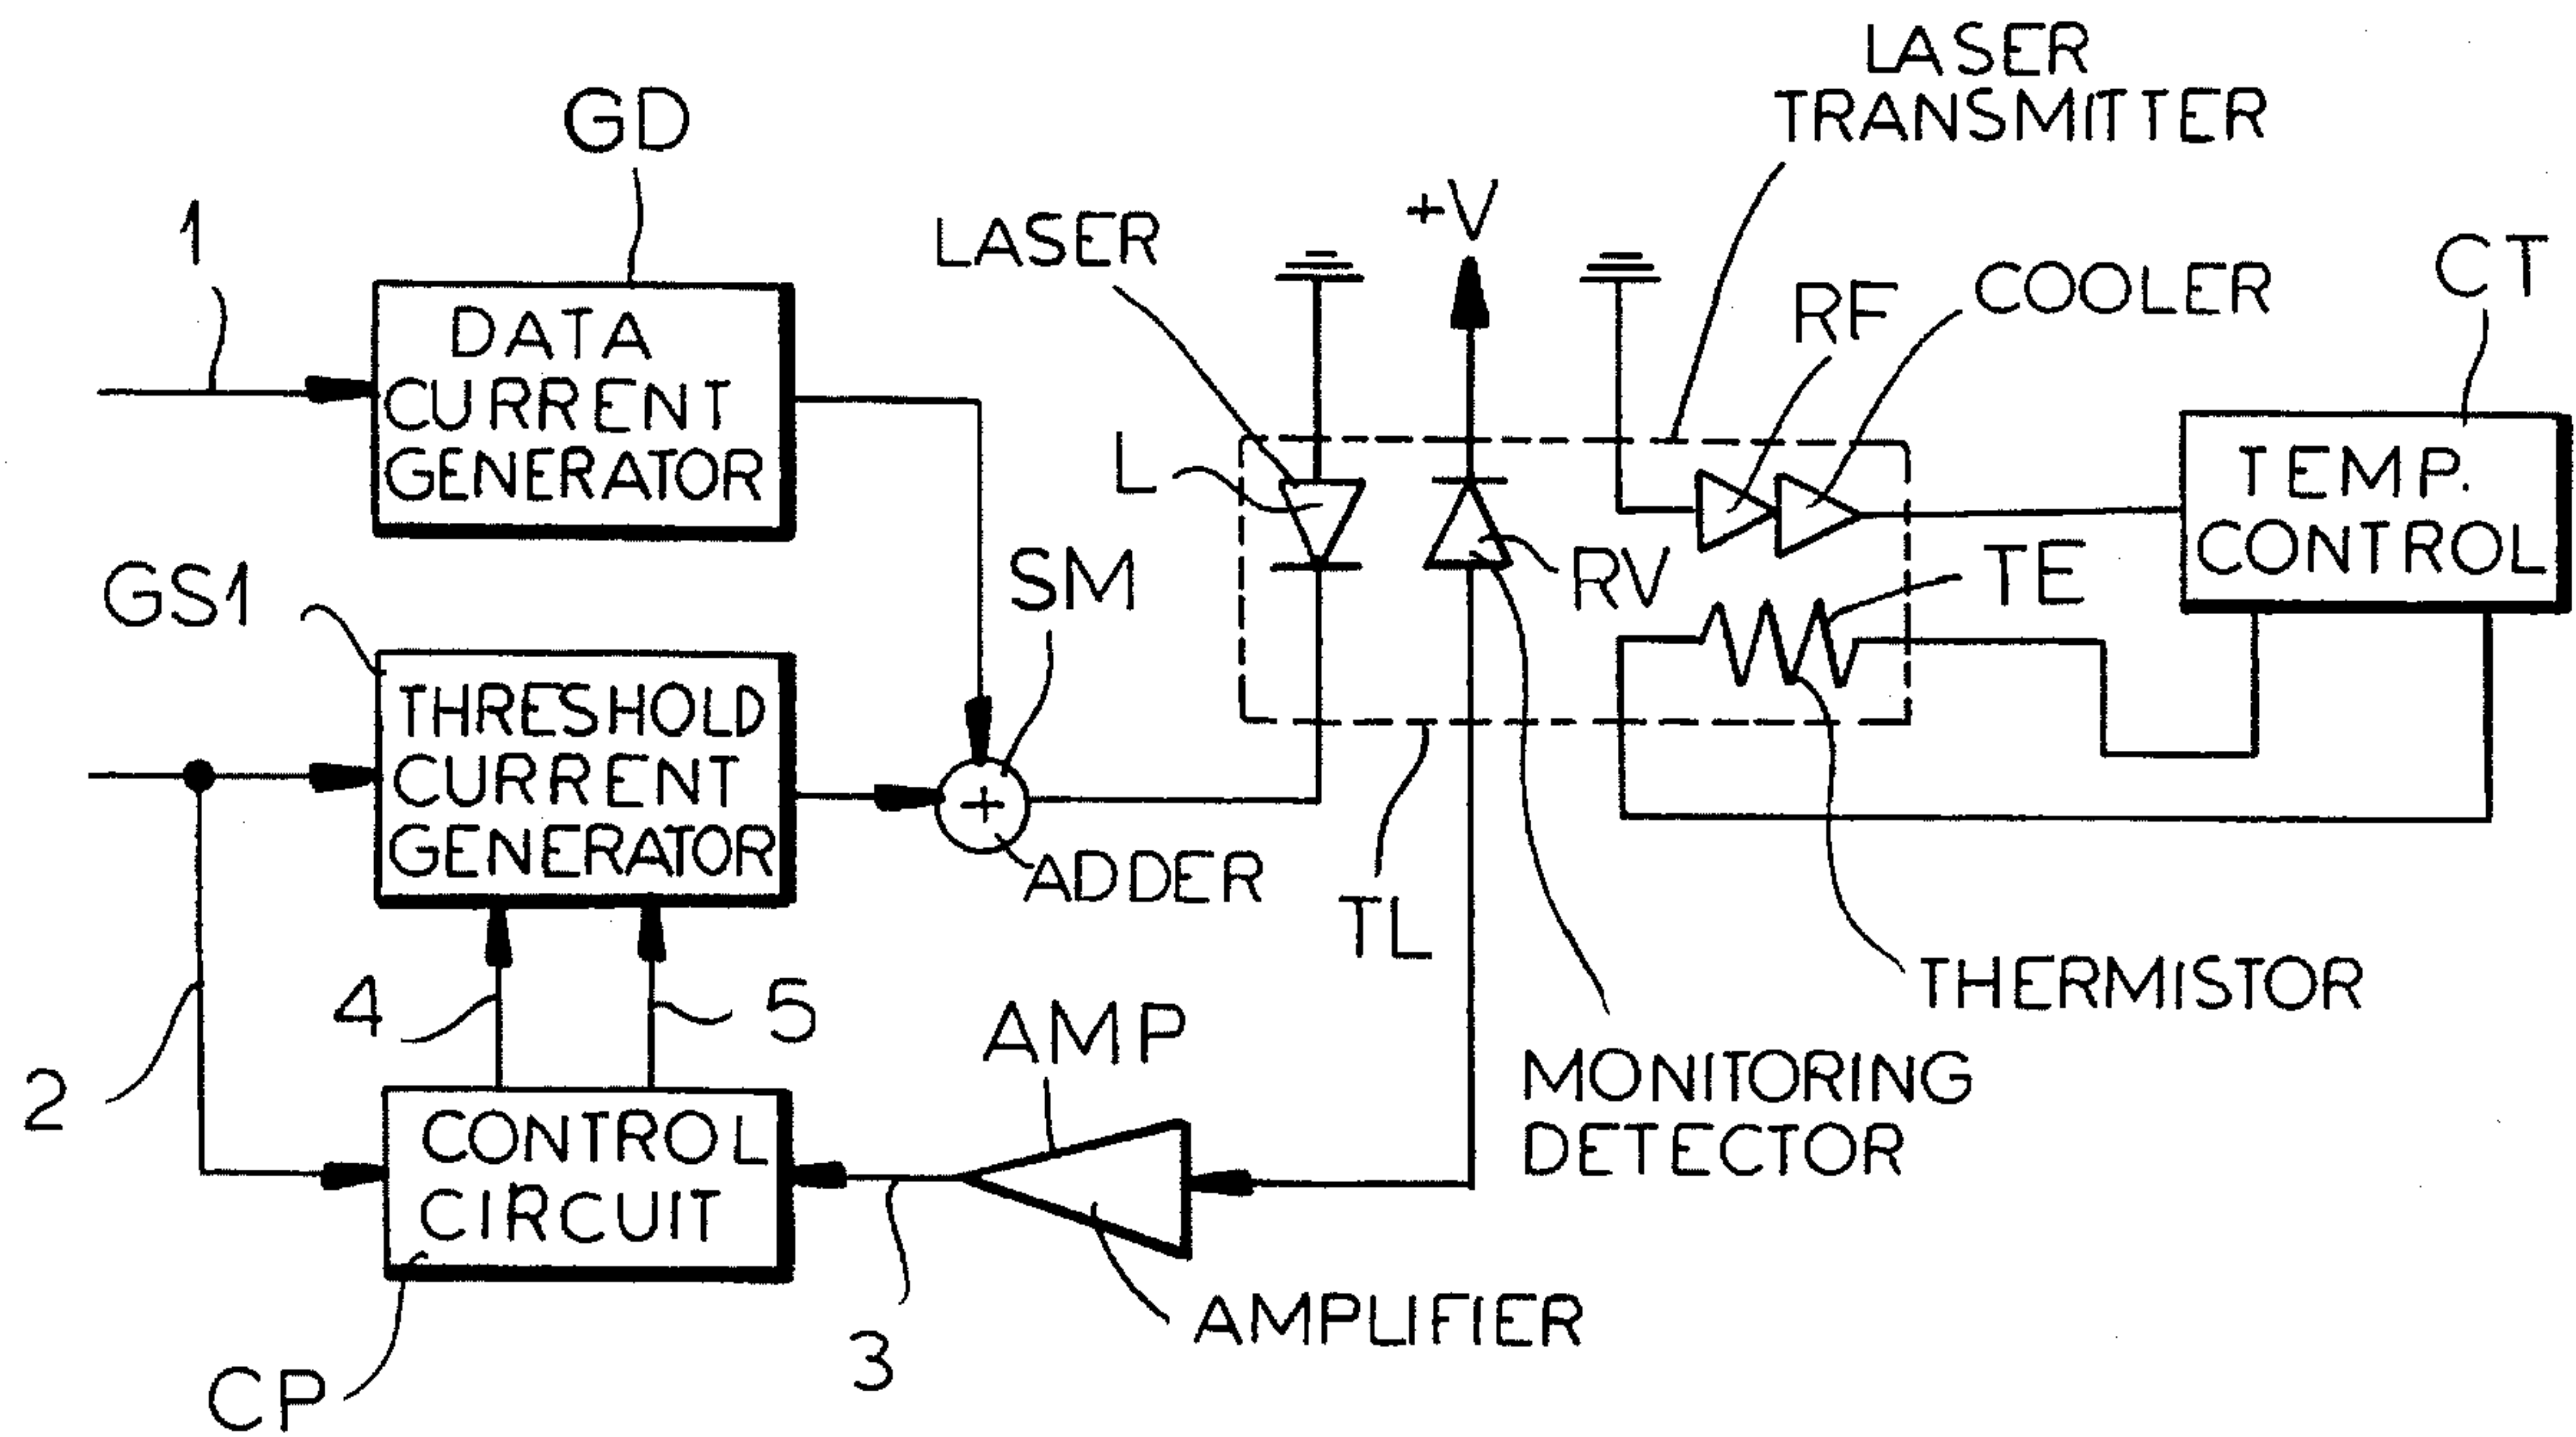 LASER
TRANSMITTER
GD
1
+V
LASER
CT
RF
COOLER
DATA
CURRENT
GENERATOR
L
TEMP.
CONTROL
GS1
SM
RV
TE
THRESHOLD
CURRENT
GENERATOR
+
ADDER
TL
THERMISTOR
4
5
AMP
2
MONITORING
DETECTOR
CONTROL
CIRCUIT
AMPLIFIER
3
CP